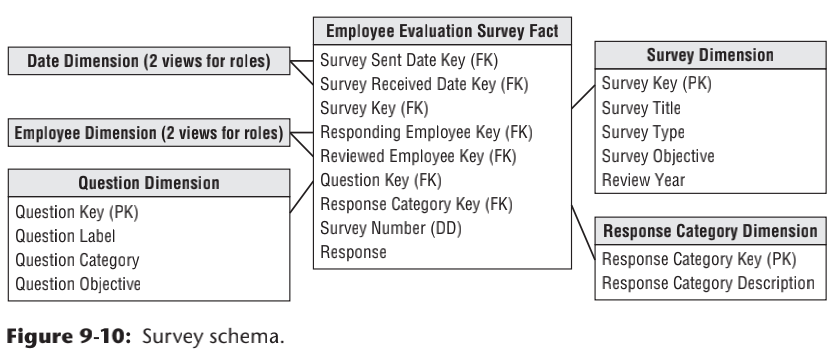 Date Dimension (2 views for roles)
Employee Dimension (2 views for roles)
Question Dimension
Question Key (PK)
Question Label
Question Category
Question Objective
Employee Evaluation Survey Fact
Survey Sent Date Key (FK)
Survey Received Date Key (FK)
Survey Key (FK)
Responding Employee Key (FK)
Reviewed Employee Key (FK)
Question Key (FK)
Response Category Key (FK)
Survey Number (DD)
Response
Survey Dimension
Survey Key (PK)
Survey Title
Survey Type
Survey Objective
Review Year
Response Category Dimension
Response Category Key (PK)
Response Category Description
Figure 9-10: Survey schema.